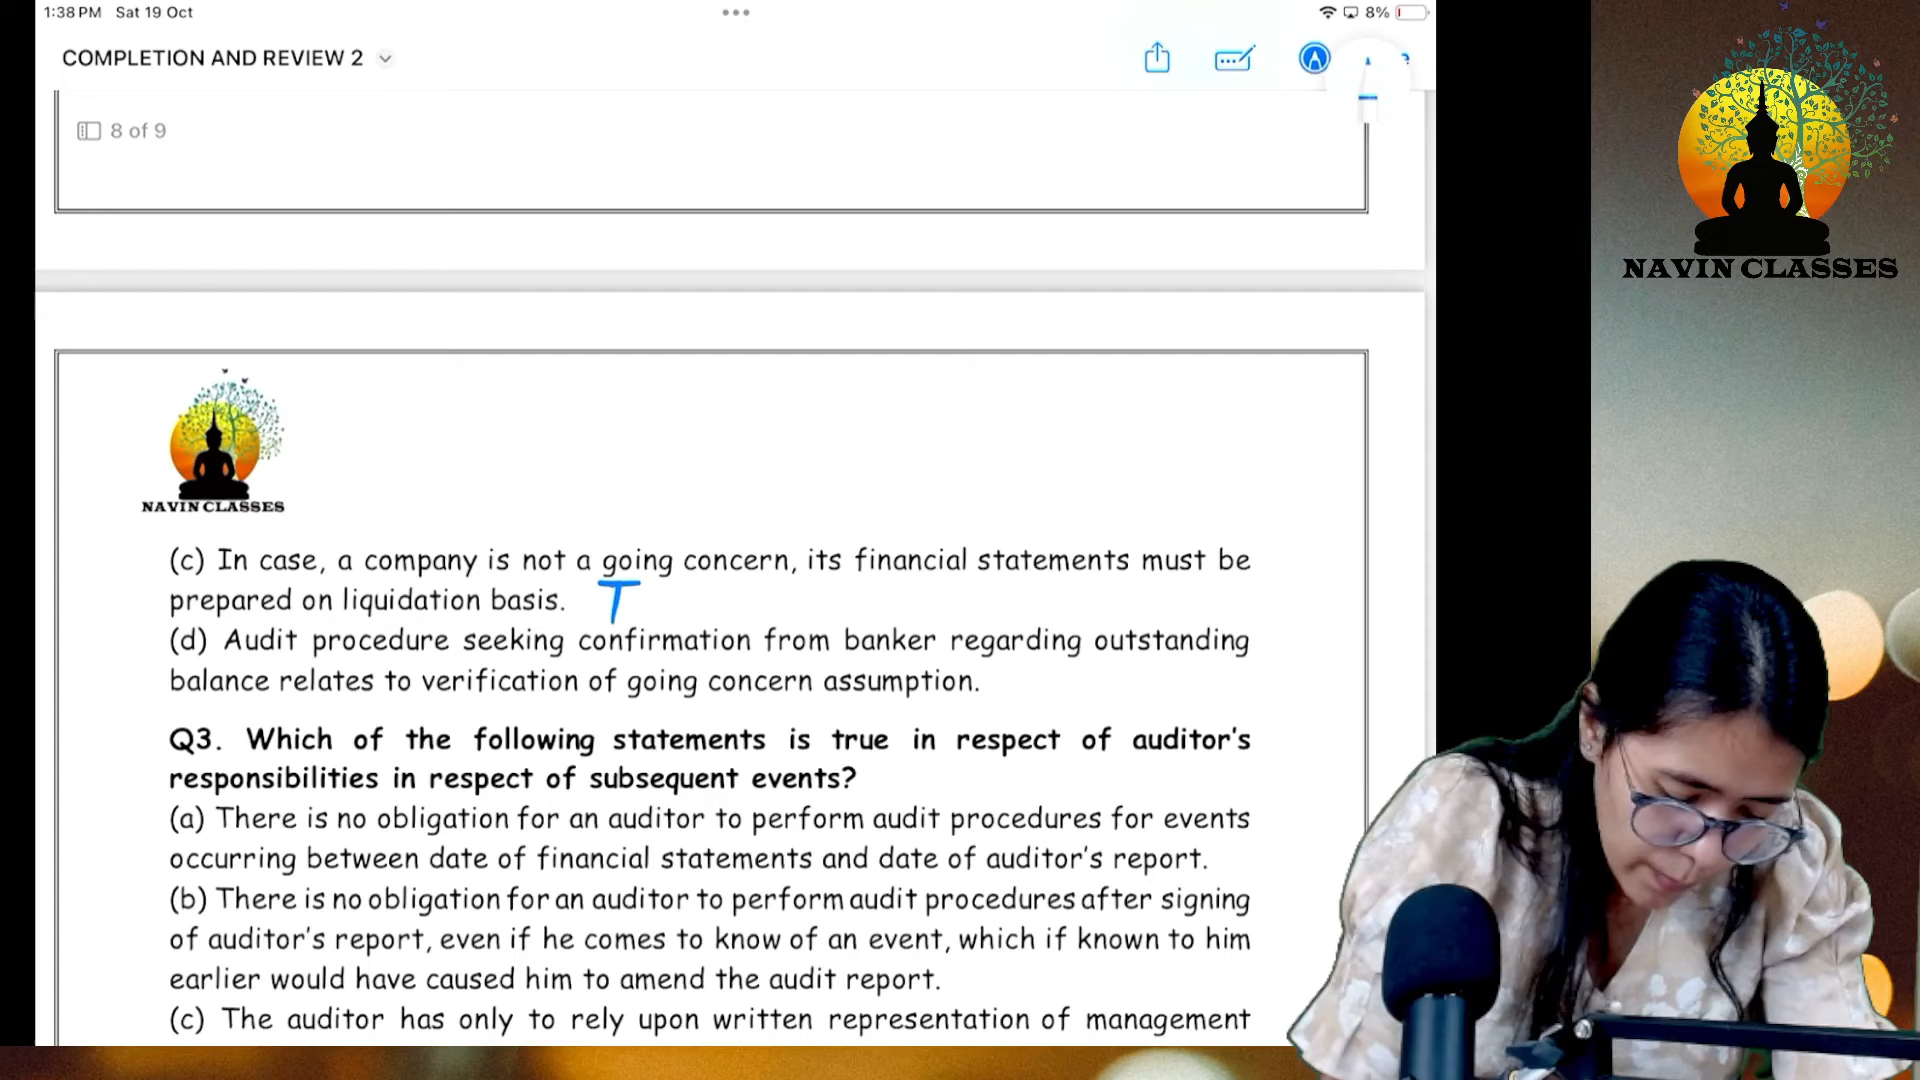 1:38 PM Sat 19 Oct
8%
COMPLETION AND REVIEW 2
8 of 9
NAVIN CLASSES
NAVIN CLASSES
(c) In case, a company is not a going concern, its financial statements must be
prepared on liquidation basis. T
(d) Audit procedure seeking confirmation from banker regarding outstanding
balance relates to verification of going concern assumption.
Q3. Which of the following statements is true in respect of auditor's
responsibilities in respect of subsequent events?
(a) There is no obligation for an auditor to perform audit procedures for events
occurring between date of financial statements and date of auditor's report.
(b) There is no obligation for an auditor to perform audit procedures after signing
of auditor's report, even if he comes to know of an event, which if known to him
earlier would have caused him to amend the audit report.
(c) The auditor has only to rely upon written representation of management